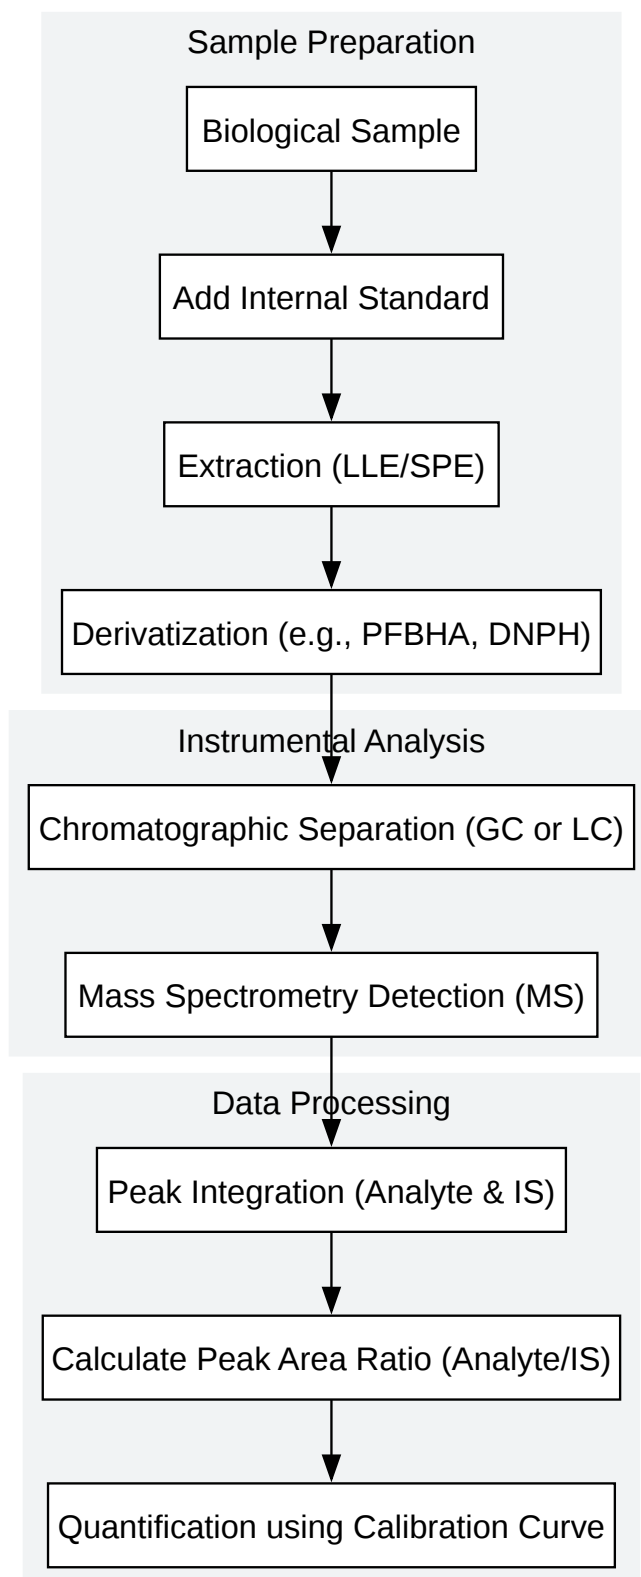 Sample Preparation
Biological Sample
Add Internal Standard
Extraction (LLE/SPE)
Derivatization (e.g., PFBHA, DNPH)
Instrumental Analysis
Chromatographic Separation (GC or LC)
Mass Spectrometry Detection (MS)
Data Processing
Peak Integration (Analyte & IS)
Calculate Peak Area Ratio (Analyte/IS)
Quantification using Calibration Curve